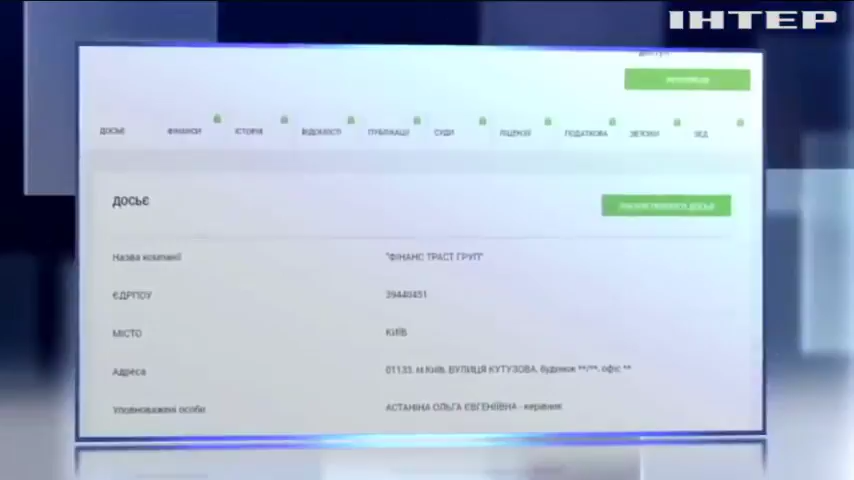 ІНТЕР
ДОСЬЄ
ФІНАНСИ
ІСТОРІЯ
ВІДОМОСТІ
ПУБЛІКАЦІЇ
СУДИ
ЛІЦЕНЗІЇ
ПОДАТКОВА
ЗВ'ЯЗКИ
ЗЕД
ДОСЬЄ
Назва компанії
"ФІНАНС ТРАСТ ГРУП"
ЄДРПОУ
39440451
МІСТО
КИЇВ
Адреса
01133, м.Київ, ВУЛИЦЯ КУТУЗОВА, будинок **/**, офіс **
Уповноважені особи
АСТАНІНА ОЛЬГА ЄВГЕНІЇВНА - керівник